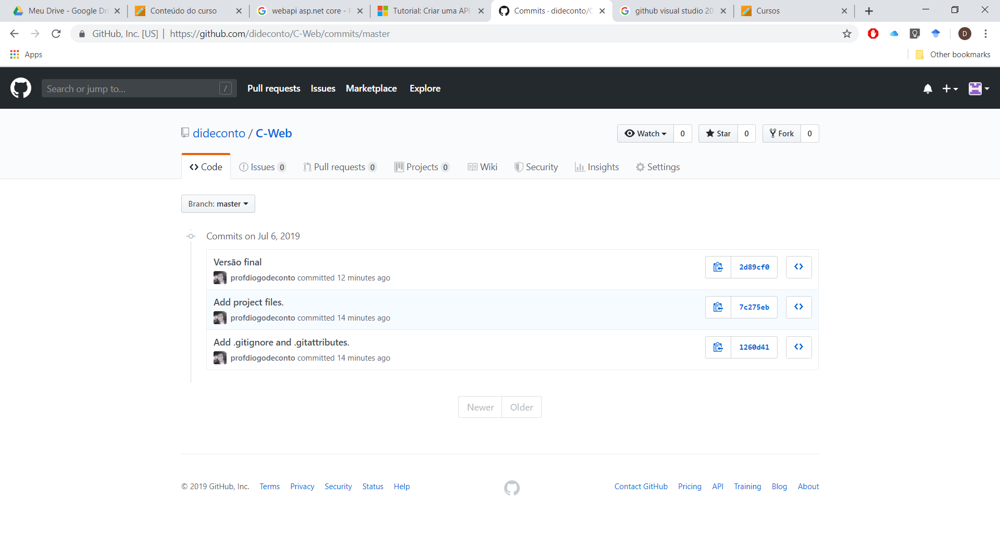 Meu Drive - Google Dri
Conteúdo do curso
webapi asp.net core - P
Tutorial: Criar uma API
Commits · dideconto/C
github visual studio 20
Cursos
GitHub, Inc. [US] | https://github.com/dideconto/C-Web/commits/master
D
Apps
Other bookmarks
Search or jump to... /
Pull requests Issues Marketplace Explore
dideconto / C-Web
Watch 0 Star 0 Fork 0
Code Issues 0 Pull requests 0 Projects 0 Wiki Security Insights Settings
Branch: master
Commits on Jul 6, 2019
Versão final
2d89cf0
profdiogodeconto committed 12 minutes ago
Add project files.
7c275eb
profdiogodeconto committed 14 minutes ago
Add .gitignore and .gitattributes.
1260d41
profdiogodeconto committed 14 minutes ago
Newer Older
© 2019 GitHub, Inc. Terms Privacy Security Status Help
Contact GitHub Pricing API Training Blog About